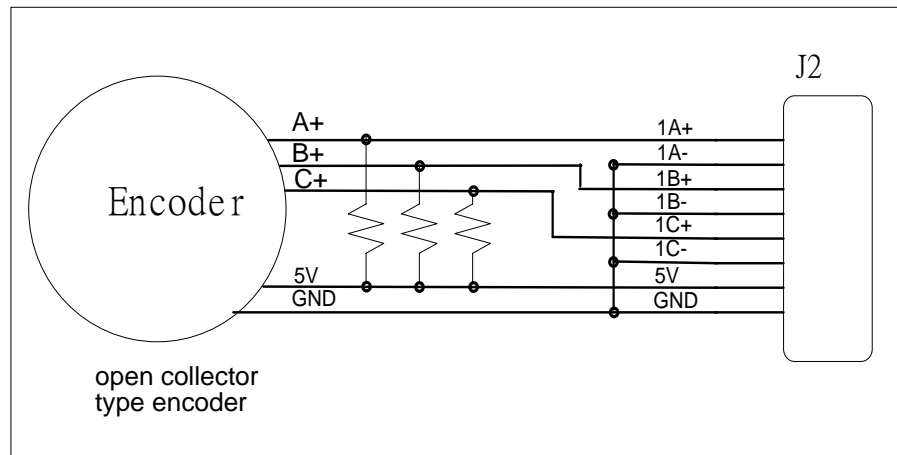 J2
A+
1A+
1A-
B+
1B+
C+
Encoder
1B-
1C+
1C-
5V
5V
GND
GND
open collector
type encoder